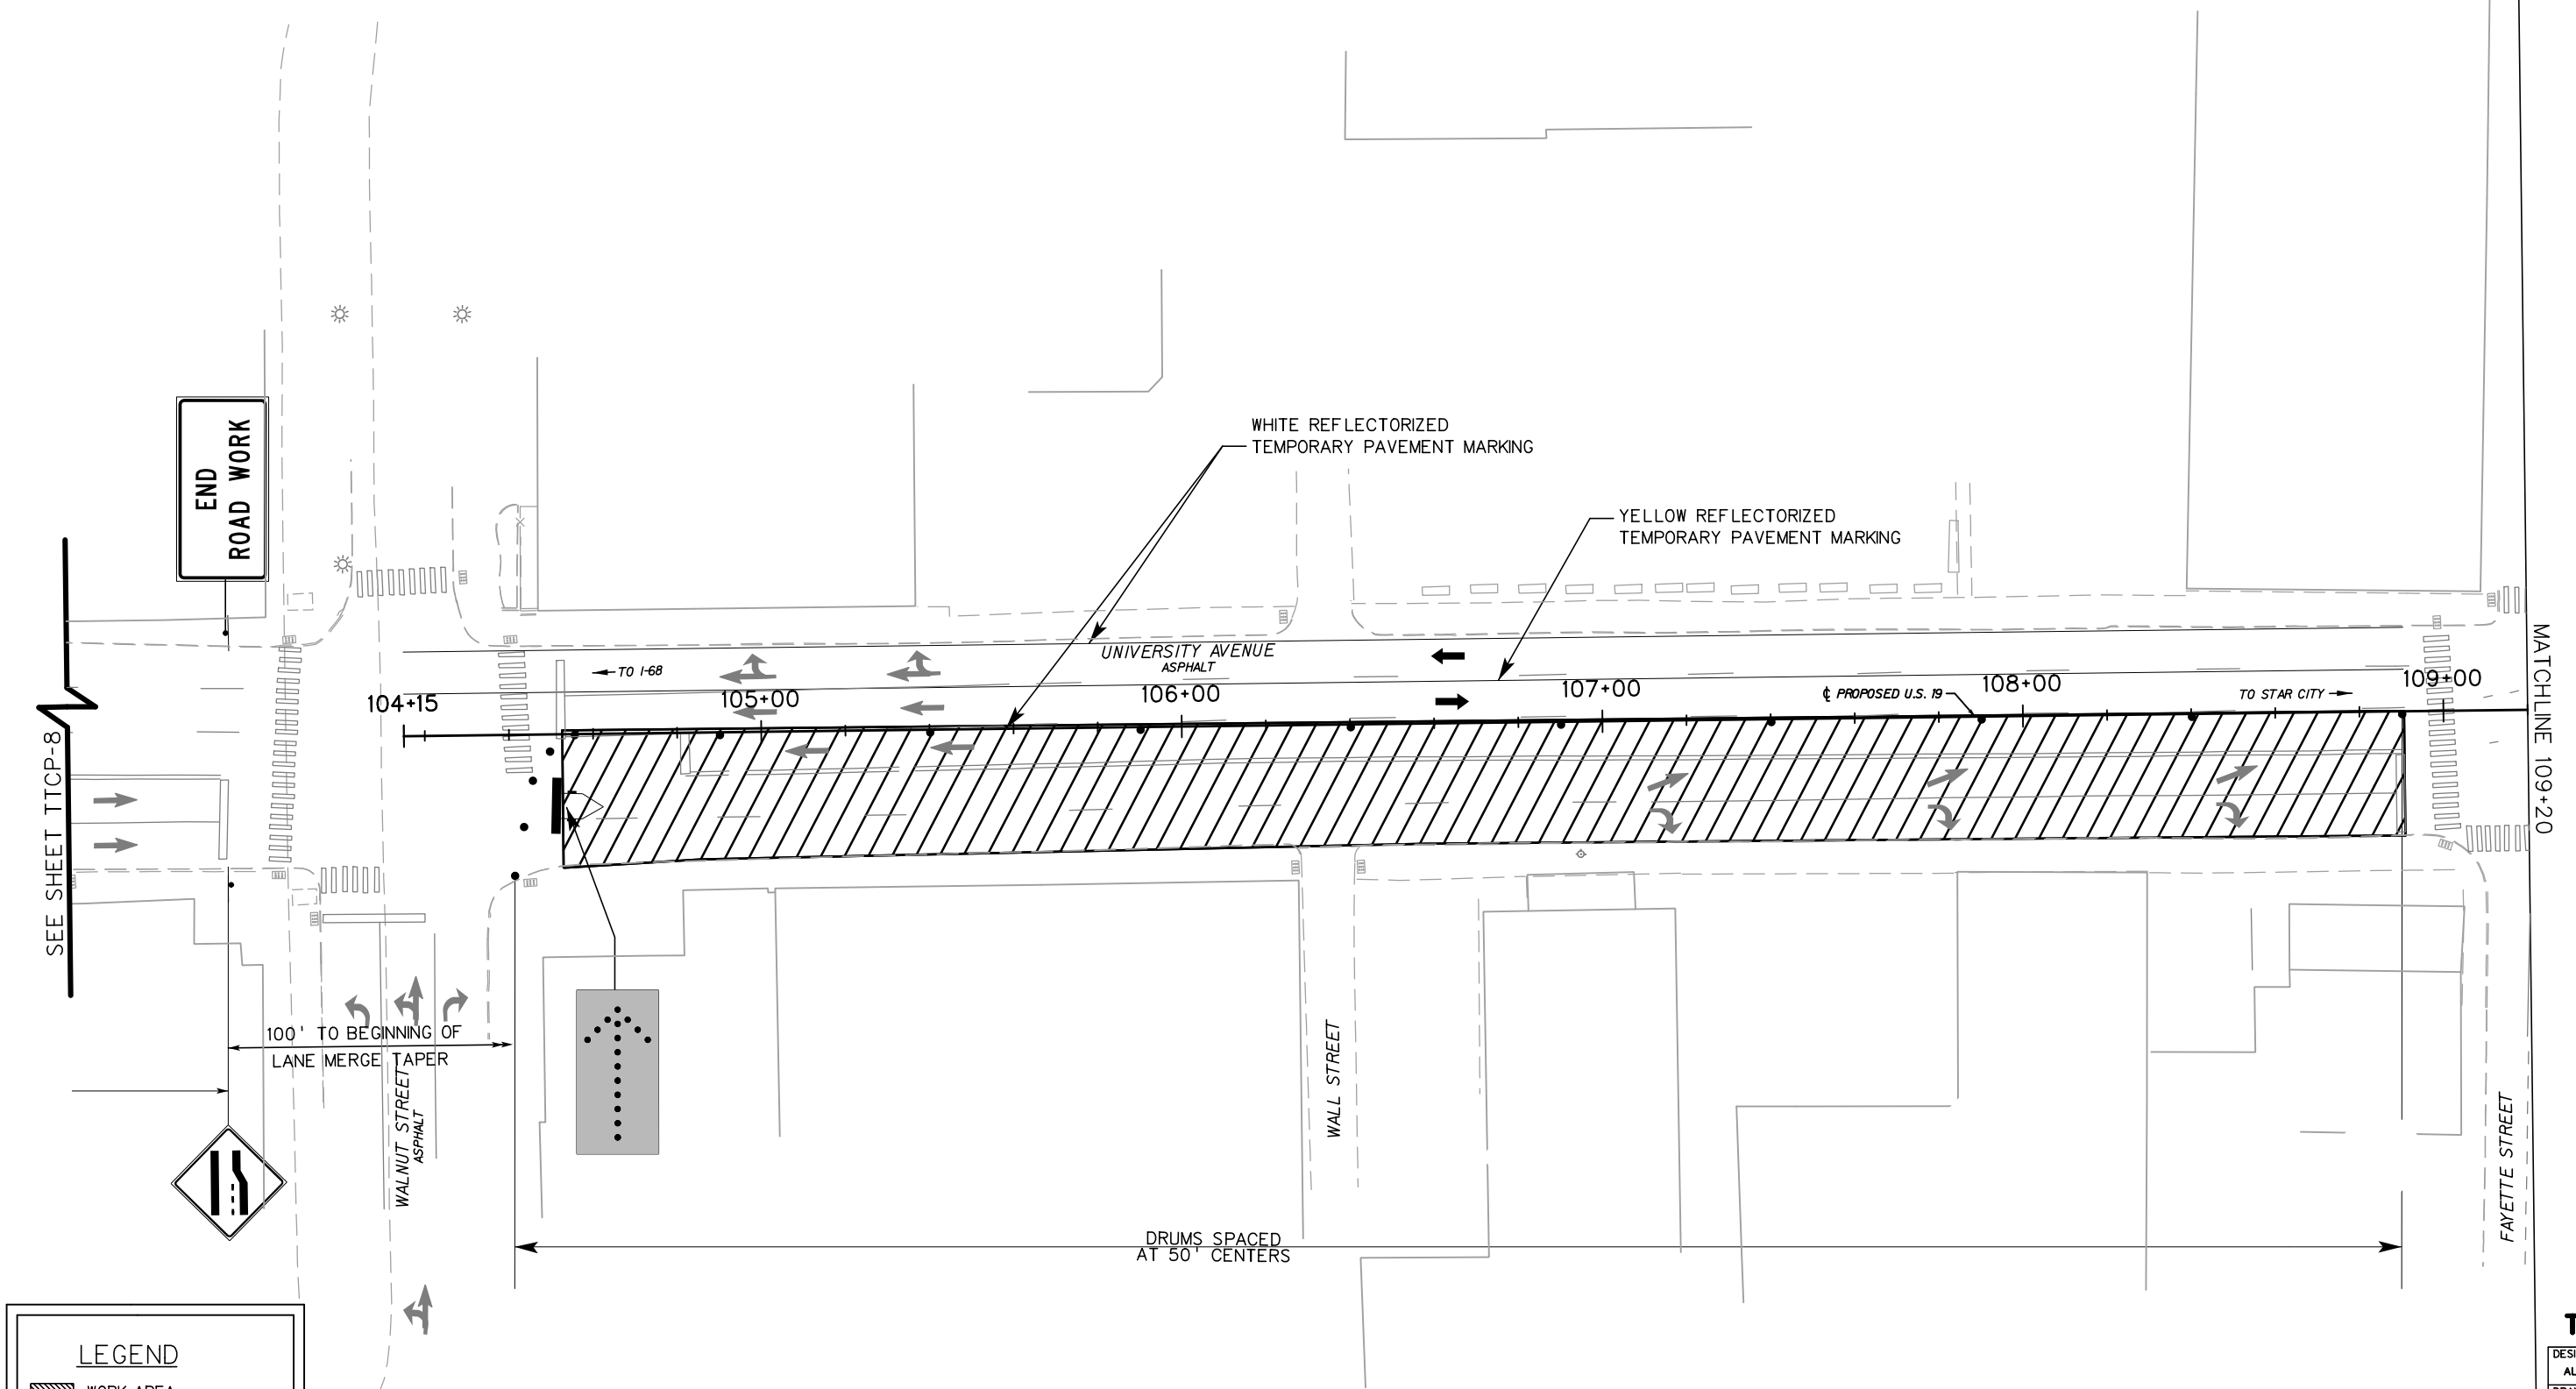 END
ROAD WORK
WHITE REFLECTORIZED
TEMPORARY PAVEMENT MARKING
YELLOW REFLECTORIZED
TEMPORARY PAVEMENT MARKING
UNIVERSITY AVENUE
ASPHALT
TO I-68
104+15
105+00
106+00
107+00
℄ PROPOSED U.S. 19
108+00
TO STAR CITY
109+00
MATCHLINE 109+20
SEE SHEET TTCP-8
100' TO BEGINNING OF
LANE MERGE TAPER
WALNUT STREET
ASPHALT
WALL STREET
FAYETTE STREET
DRUMS SPACED
AT 50' CENTERS
LEGEND
WORK AREA